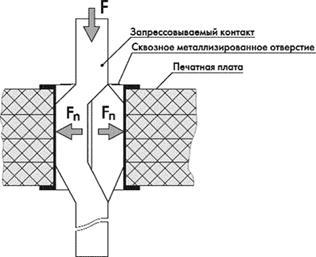 F
Запрессовываемый контакт
Сквозное металлизированное отверстие
Печатная плата
Fn Fn